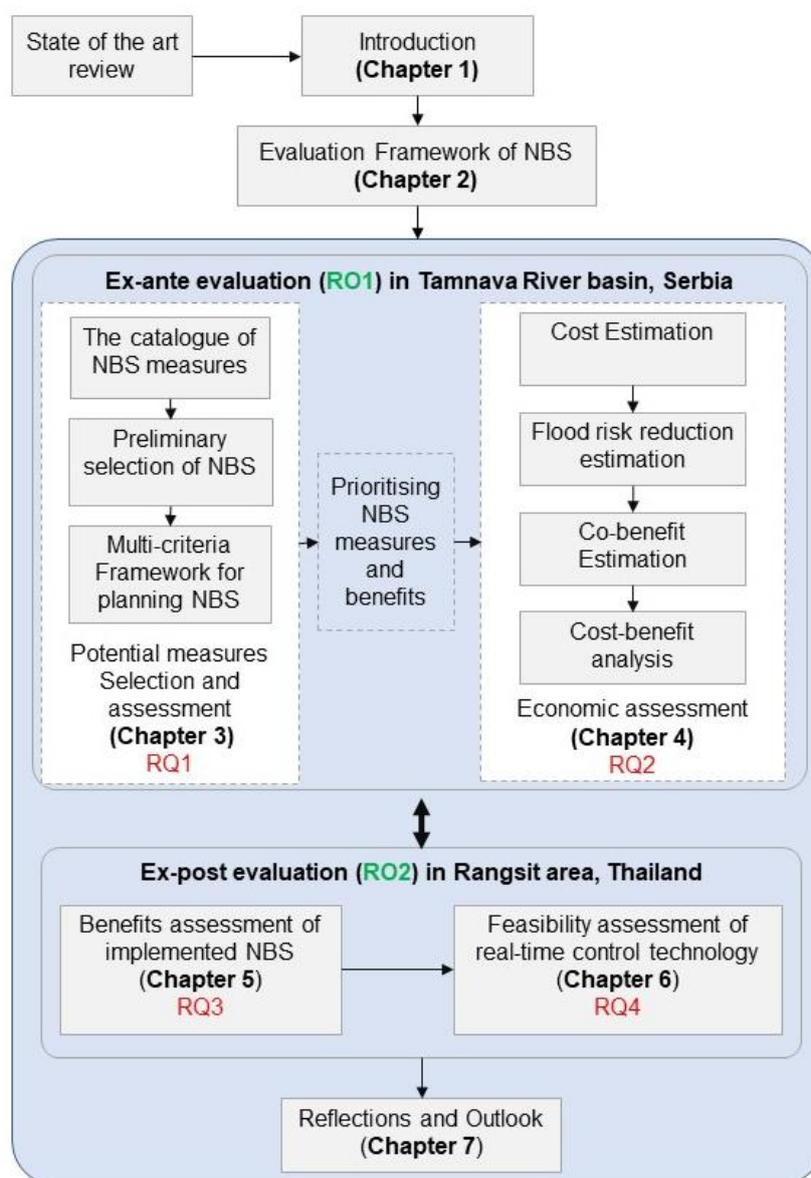 State of the art
review
Introduction
(Chapter 1)
Evaluation Framework of NBS
(Chapter 2)
Ex-ante evaluation (RO1) in Tamnava River basin, Serbia
The catalogue of
NBS measures
Preliminary
selection of NBS
Multi-criteria
Framework for
planning NBS
Potential measures
Selection and
assessment
(Chapter 3)
RQ1
Prioritising
NBS
measures
and
benefits
Cost Estimation
Flood risk reduction
estimation
Co-benefit
Estimation
Cost-benefit
analysis
Economic assessment
(Chapter 4)
RQ2
Ex-post evaluation (RO2) in Rangsit area, Thailand
Benefits assessment of
implemented NBS
(Chapter 5)
RQ3
Feasibility assessment of
real-time control technology
(Chapter 6)
RQ4
Reflections and Outlook
(Chapter 7)